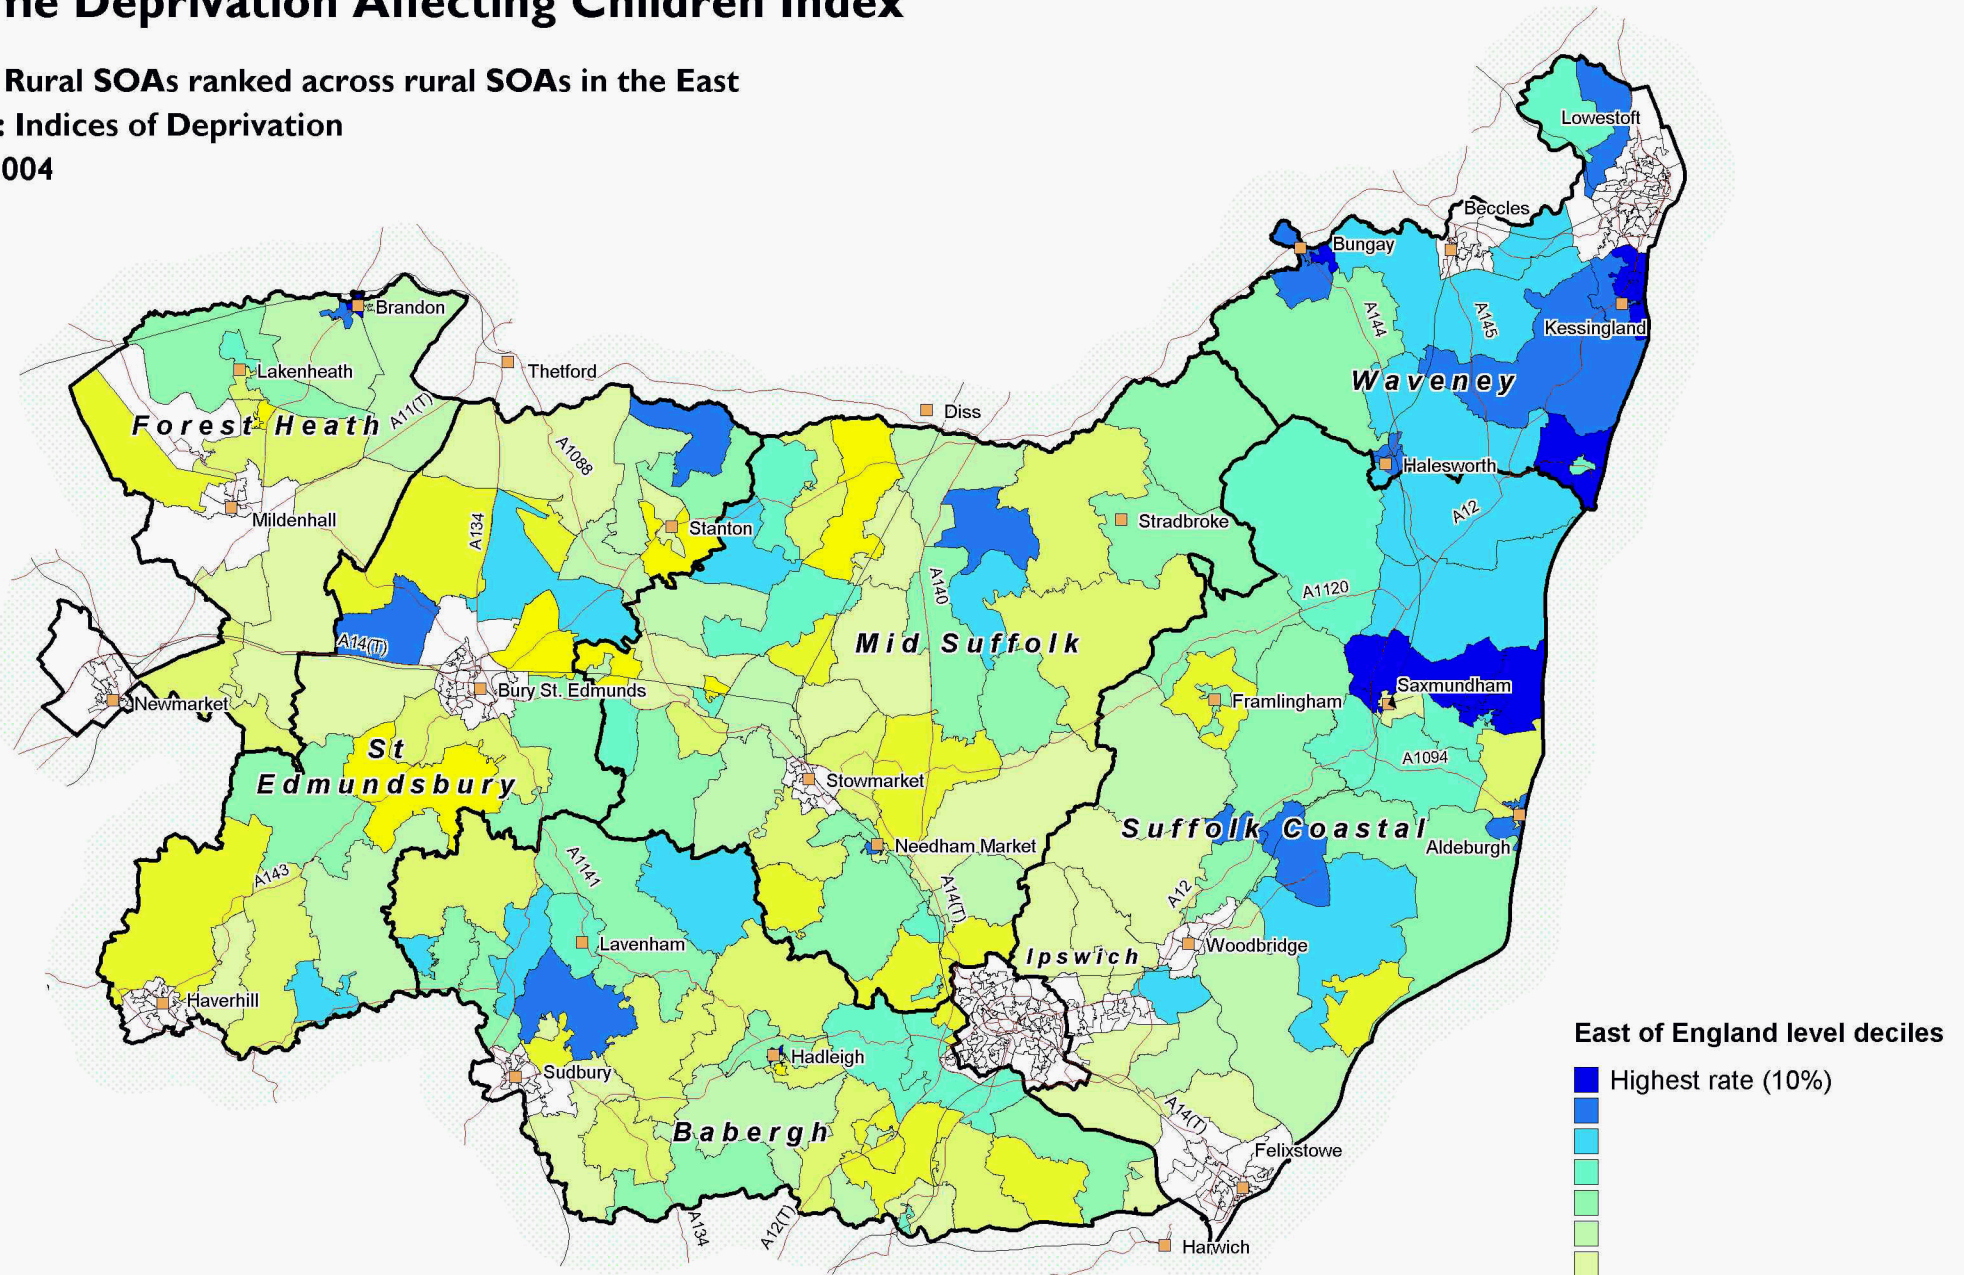 me Deprivation Affecting Children Index
Rural SOAs ranked across rural SOAs in the East
: Indices of Deprivation
004
Lowestoft
Beccles
Bungay
Brandon
A144
A145
Kessingland
Lakenheath
Thetford
Waveney
Diss
A11(T)
Forest Heath
A1088
Halesworth
Mildenhall
A134
Stanton
Stradbroke
A12
A140
A1120
Mid Suffolk
A14(T)
Saxmundham
Newmarket
Bury St. Edmunds
Framlingham
St
Edmundsbury
A1094
Stowmarket
Suffolk Coastal
Needham Market
Aldeburgh
A143
A1141
A14(T)
A12
Lavenham
Woodbridge
Ipswich
Haverhill
East of England level deciles
Hadleigh
Sudbury
Highest rate (10%)
A14(T)
Babergh
Felixstowe
A134
A12(T)
Harwich